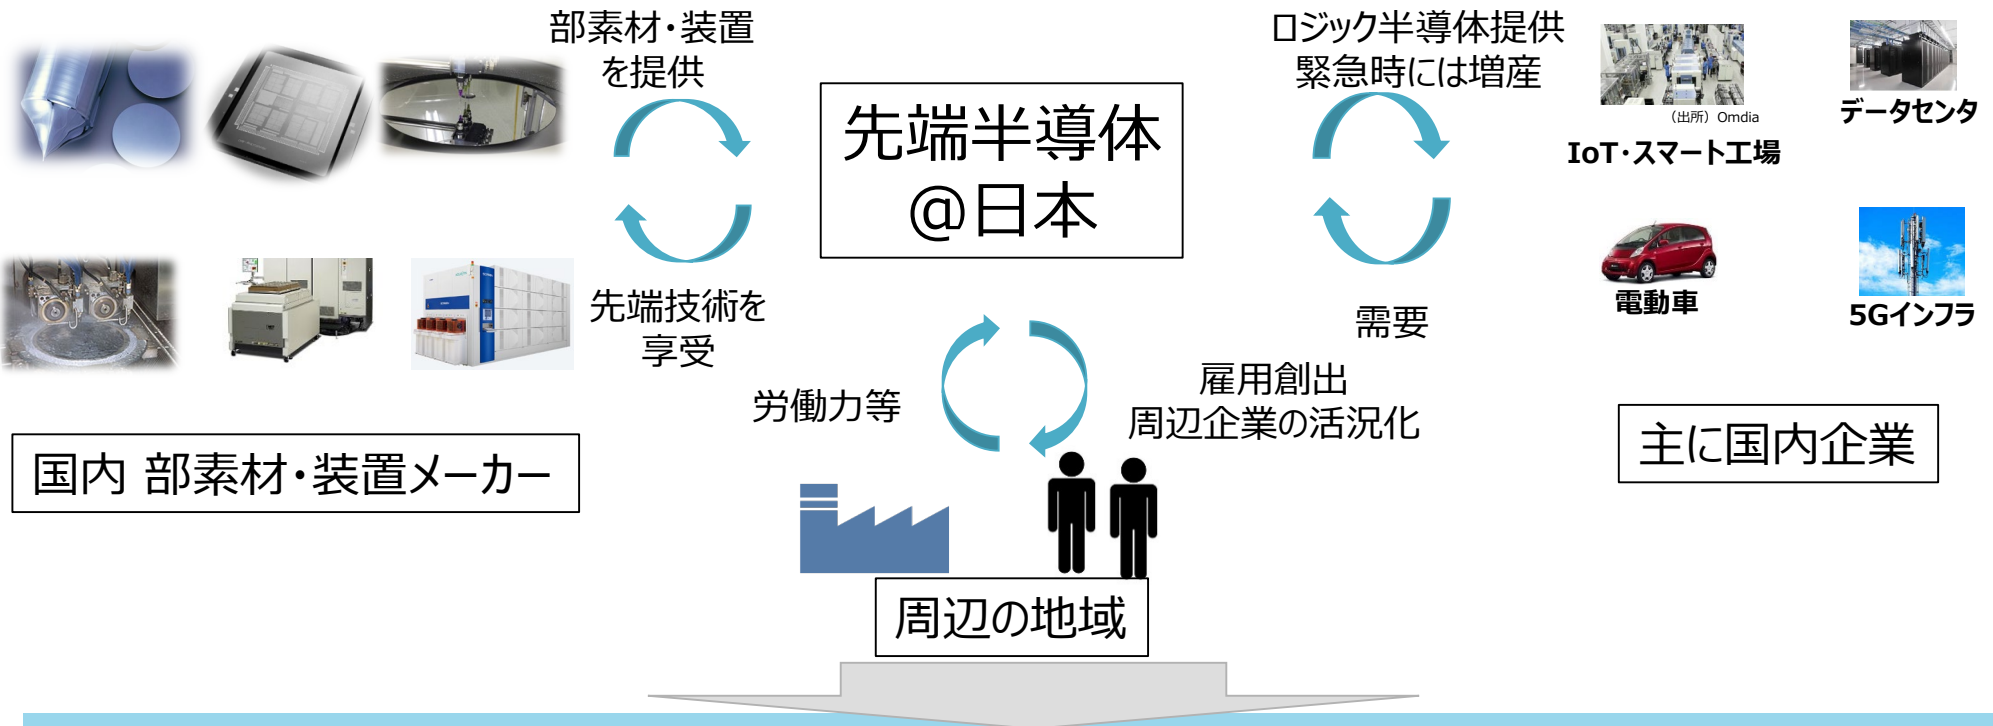 部素材・装置
を提供
先端技術を
享受
国内 部素材・装置メーカー
先端半導体
@日本
労働力等
雇用創出
周辺企業の活況化
周辺の地域
ロジック半導体提供
緊急時には増産
需要
（出所）Omdia
IoT・スマート工場
データセンタ
電動車
5Gインフラ
主に国内企業